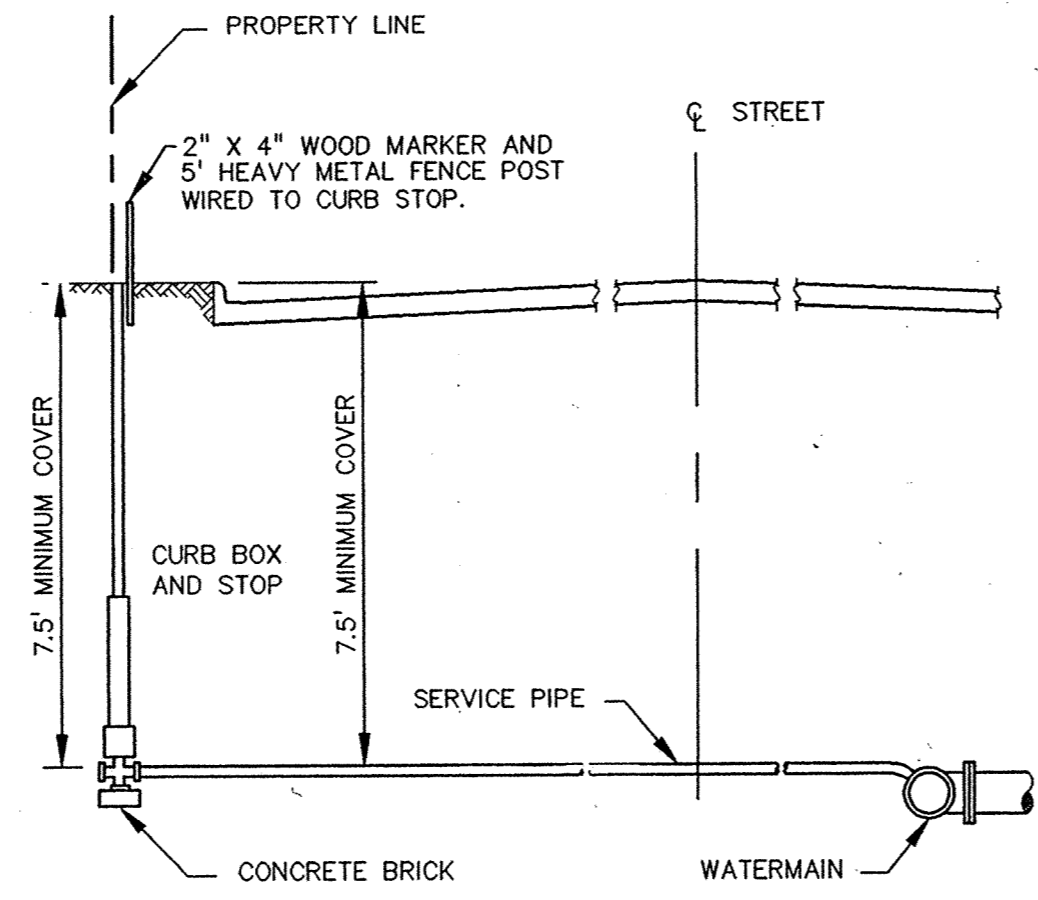 PROPERTY LINE
℄ STREET
2" X 4" WOOD MARKER AND
5' HEAVY METAL FENCE POST
WIRED TO CURB STOP.
7.5' MINIMUM COVER
7.5' MINIMUM COVER
CURB BOX
AND STOP
SERVICE PIPE
CONCRETE BRICK
WATERMAIN